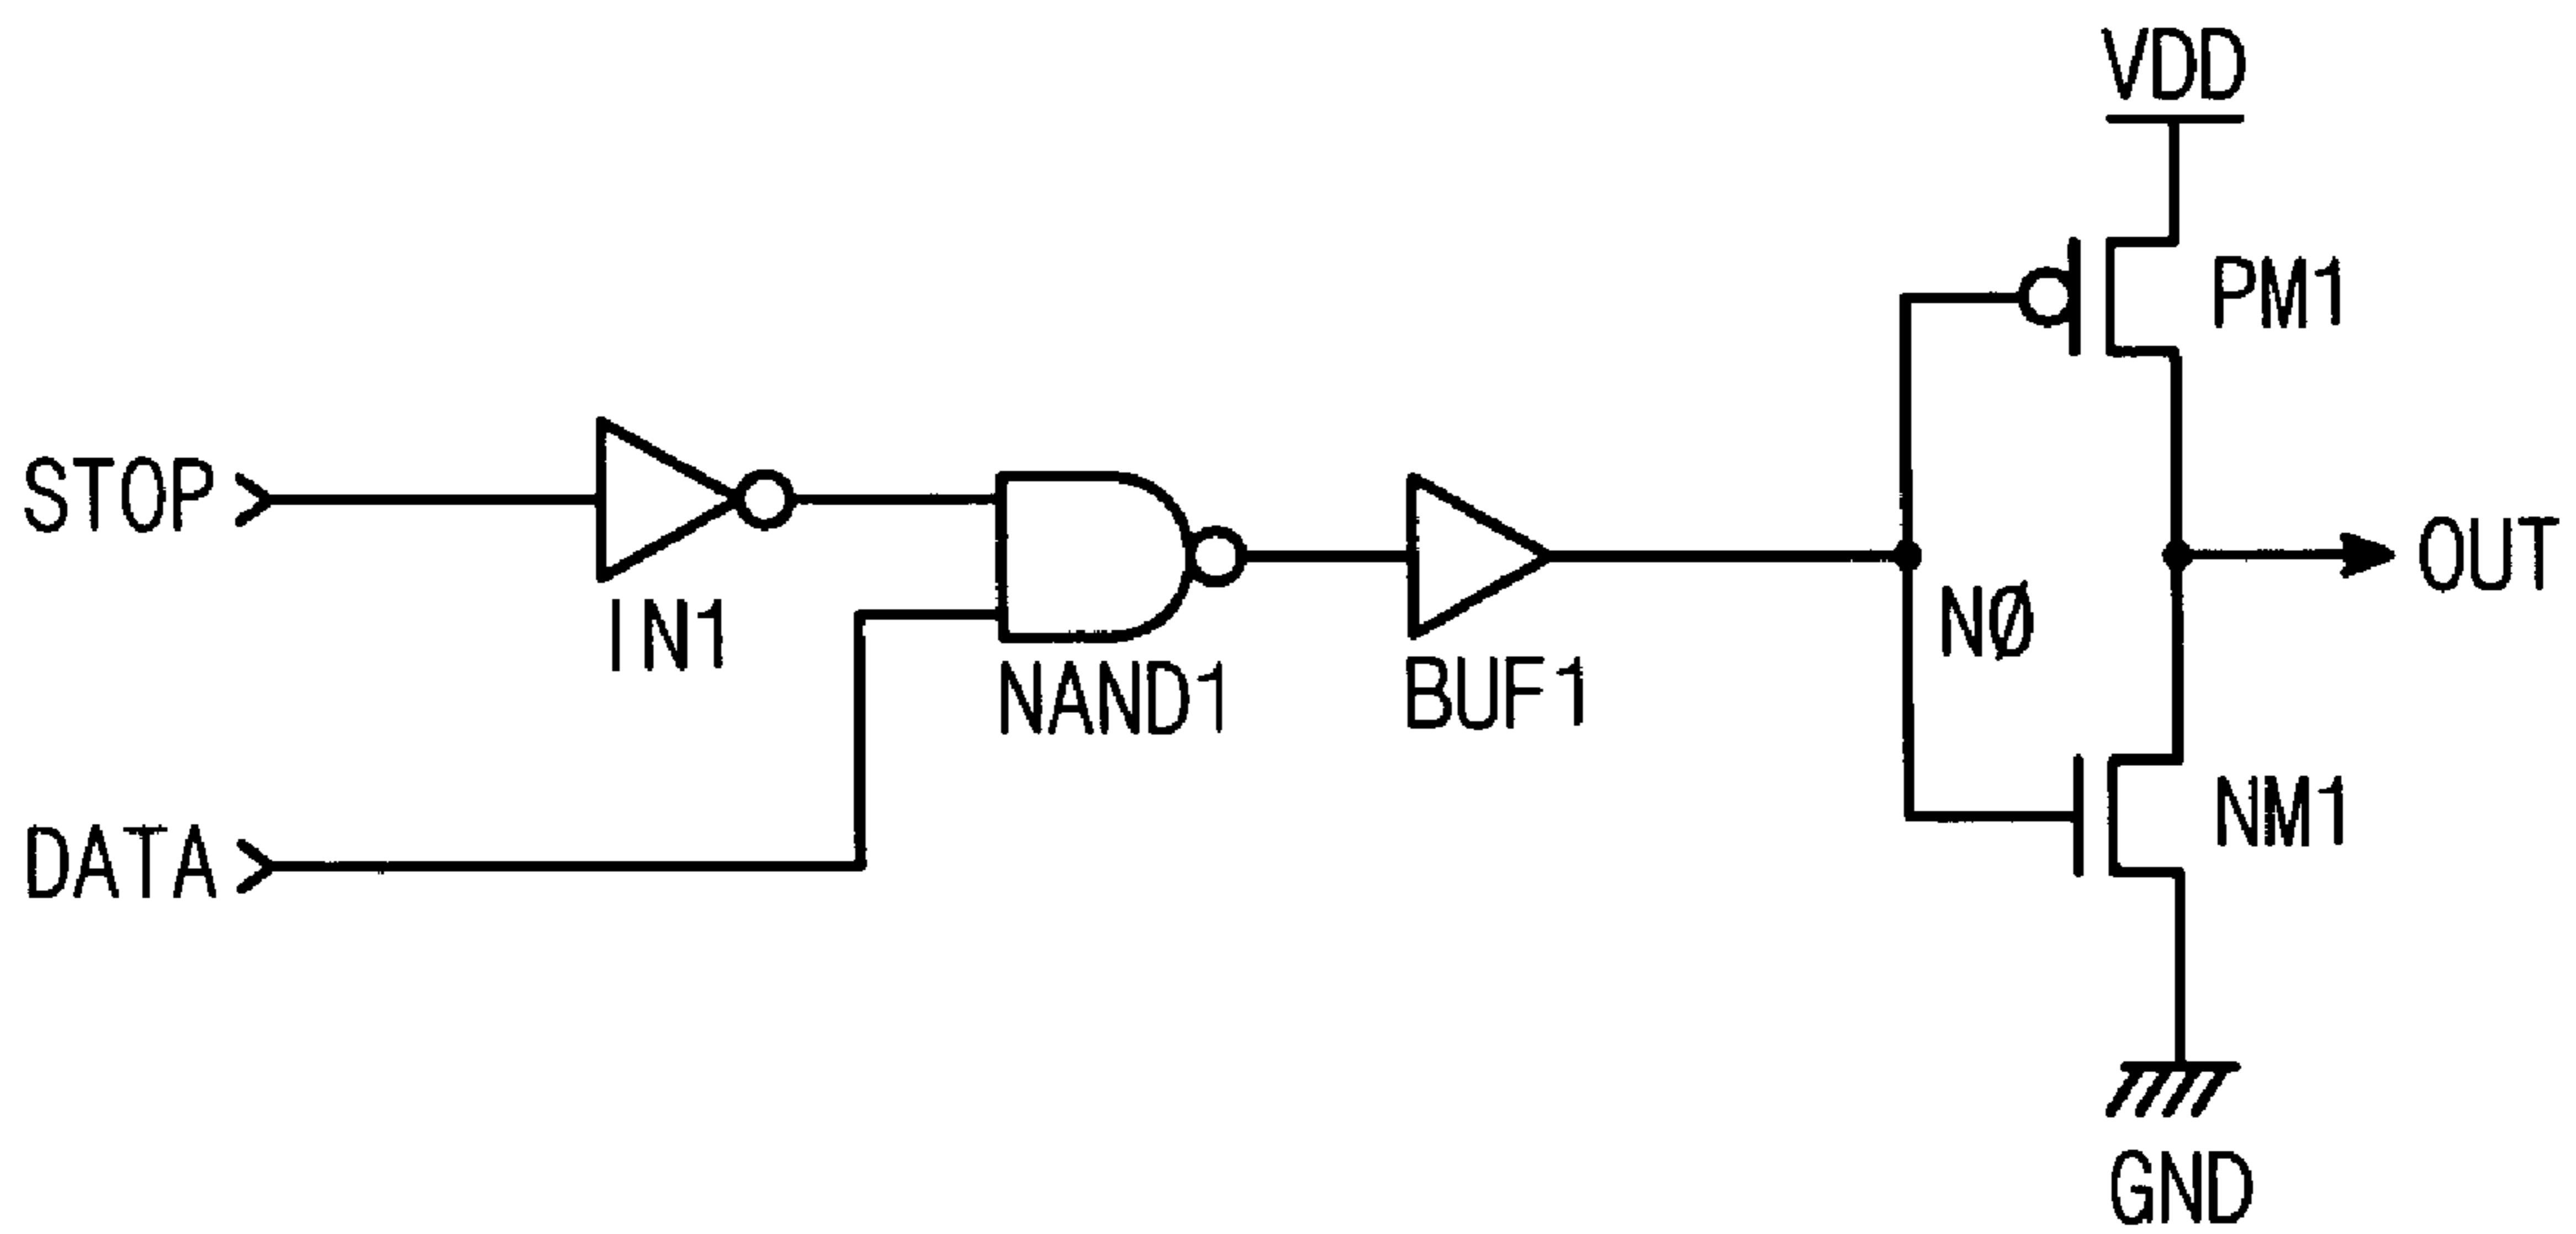 VDD
PM1
STOP
OUT
IN1
NØ
NAND1
BUF1
NM1
DATA
GND